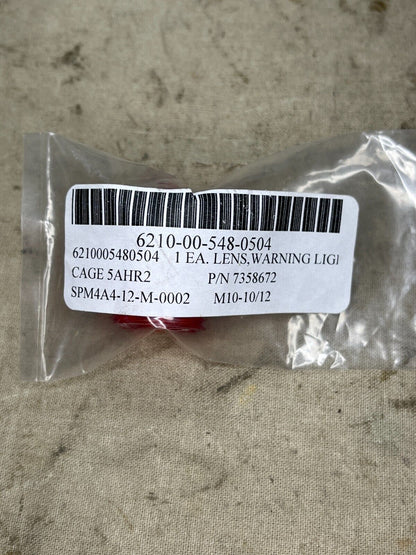 6210-00-548-0504
6210005480504 1 EA. LENS,WARNING LIGI
CAGE 5AHR2 P/N 7358672
SPM4A4-12-M-0002 M10-10/12